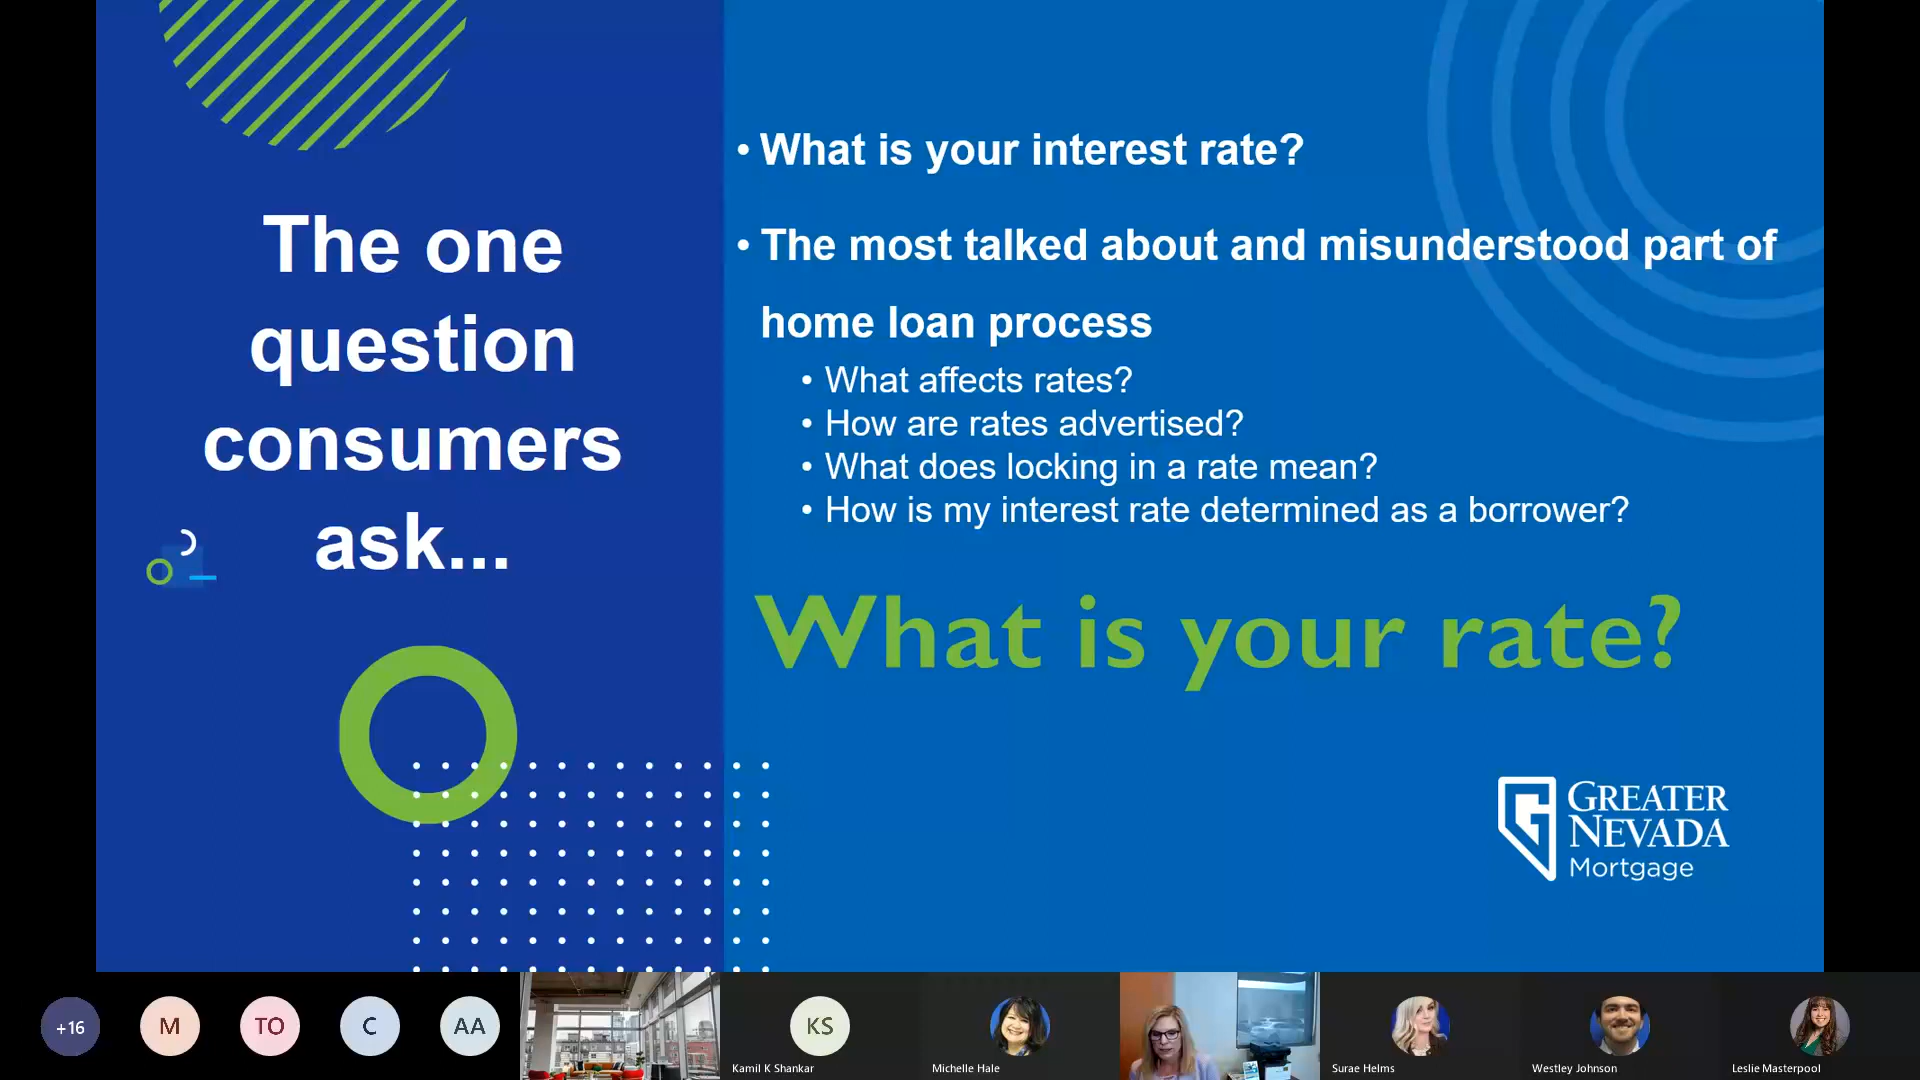 The one
question
consumers
ask...
• What is your interest rate?
• The most talked about and misunderstood part of
home loan process
• What affects rates?
• How are rates advertised?
• What does locking in a rate mean?
• How is my interest rate determined as a borrower?
What is your rate?
GREATER
NEVADA
Mortgage
+16
M
TO
C
AA
KS
Kamil K Shankar
Michelle Hale
Surae Helms
Westley Johnson
Leslie Masterpool